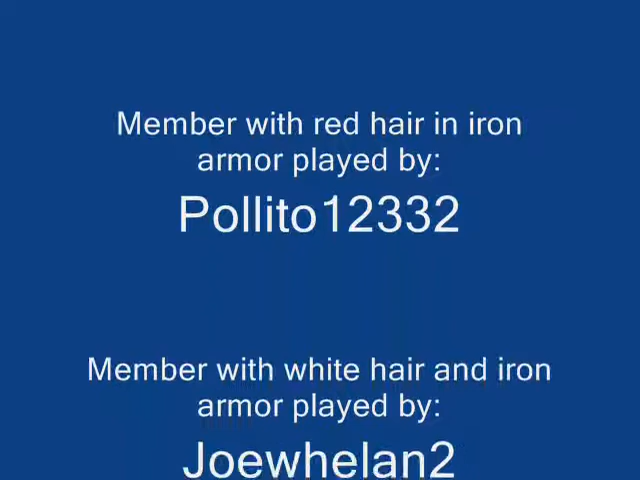 Member with red hair in iron
armor played by:
Pollito12332
Member with white hair and iron
armor played by:
Joewhelan2